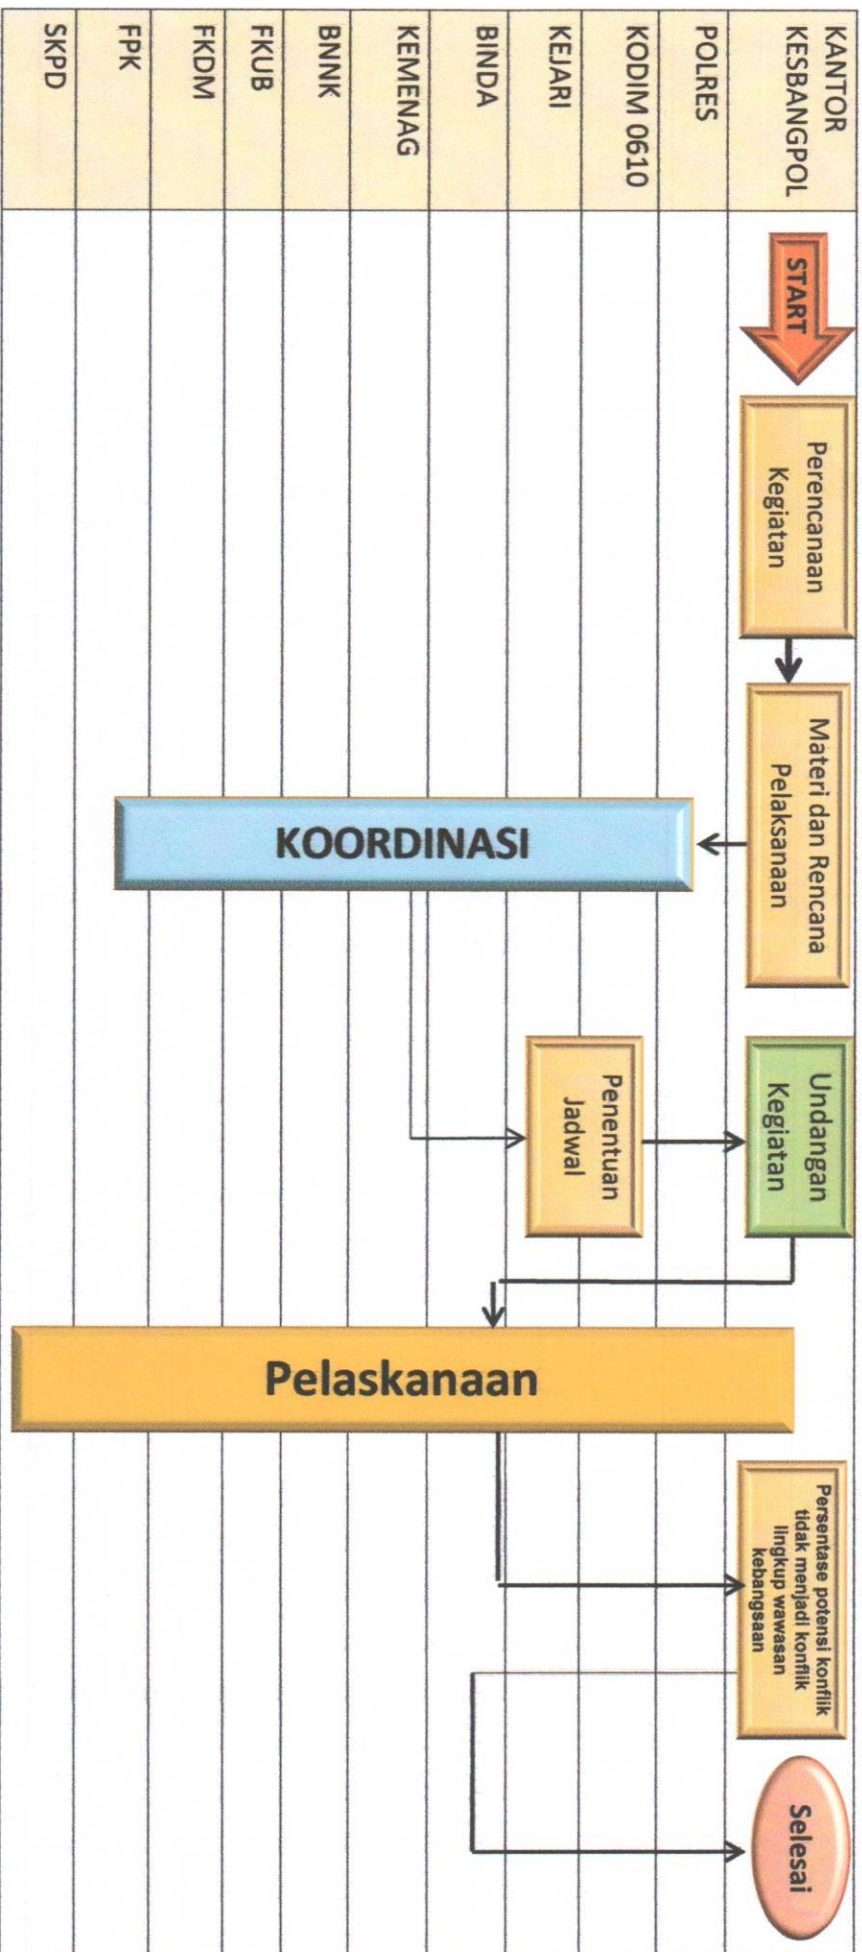 KANTOR
KESBANGPOL
POLRES
KODIM 0610
KEJARI
BINDA
KEMENAG
BNNK
FKUB
FKDM
FPK
SKPD
START
Perencanaan
Kegiatan
Materi dan Rencana
Pelaksanaan
KOORDINASI
Penentuan
Jadwal
Undangan
Kegiatan
Pelaskanaan
Persentase potensi konflik
tidak menjadi konflik
lingkup wawasan
kebangsaan
Selesai